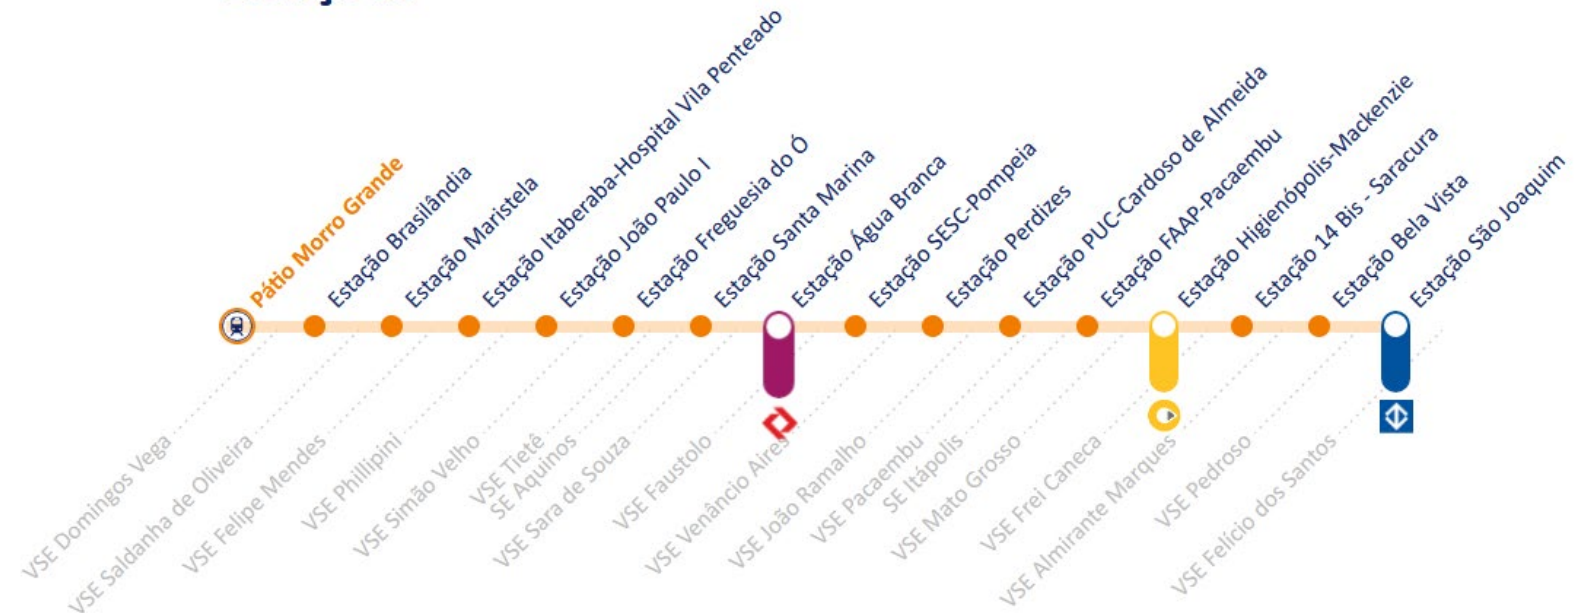 Pátio Morro Grande
Estação Brasilândia
Estação Maristela
Estação Itaberaba-Hospital Vila Penteado
Estação João Paulo I
Estação Freguesia do Ó
Estação Santa Marina
Estação Água Branca
Estação SESC-Pompeia
Estação Perdizes
Estação PUC-Cardoso de Almeida
Estação FAAP-Pacaembu
Estação Higienópolis-Mackenzie
Estação 14 Bis - Saracura
Estação Bela Vista
Estação São Joaquim
VSE Domingos Vega
VSE Saldanha de Oliveira
VSE Felipe Mendes
VSE Phillipini
VSE Simão Velho
VSE Tietê
SE Aquinos
VSE Sara de Souza
VSE Faustolo
VSE Venâncio Aires
VSE João Ramalho
VSE Pacaembu
SE Itápolis
VSE Mato Grosso
VSE Frei Caneca
VSE Almirante Marques
VSE Pedroso
VSE Felício dos Santos